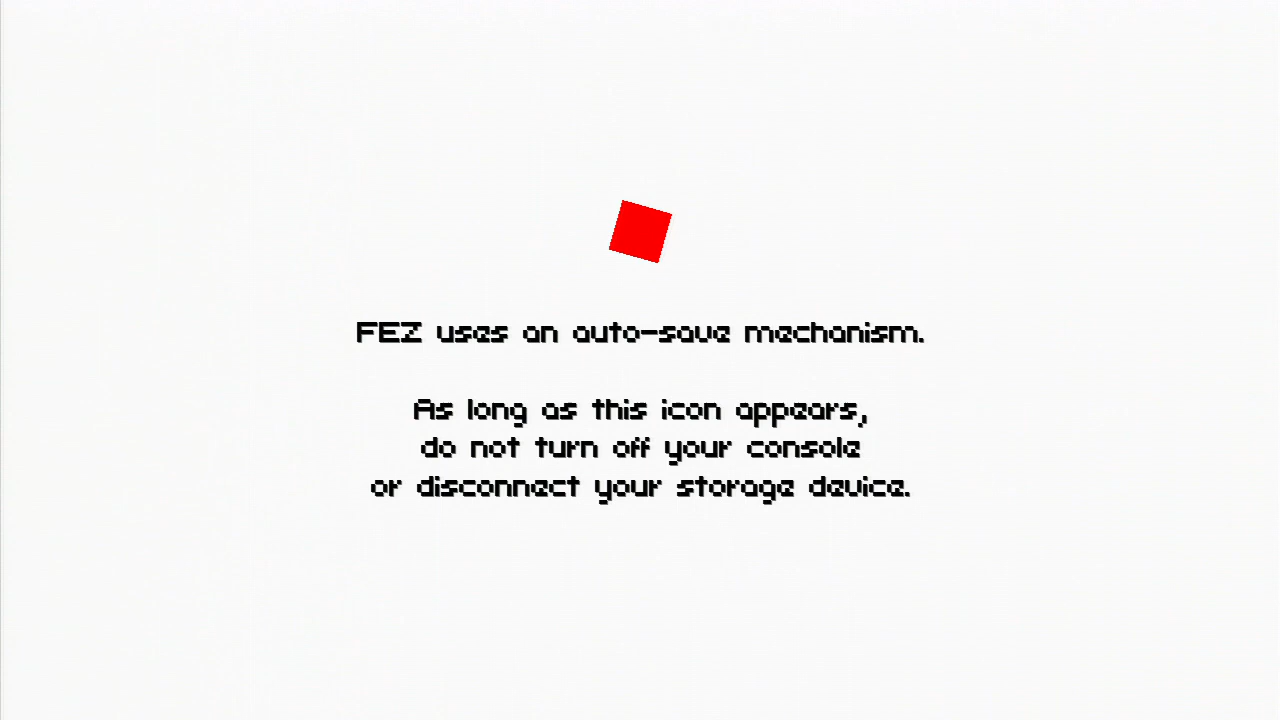 FEZ uses an auto-save mechanism.
As long as this icon appears,
do not turn off your console
or disconnect your storage device.